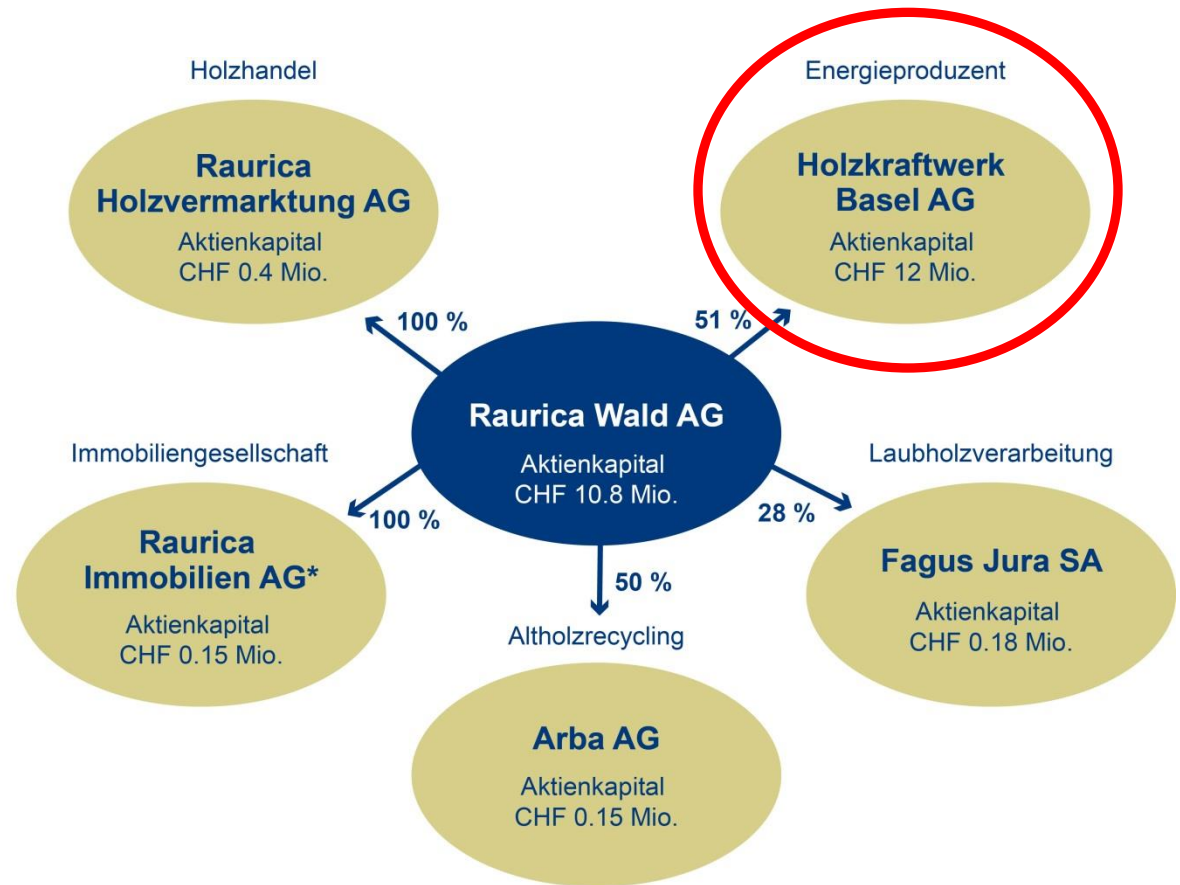 Holzhandel
Raurica
Holzvermarktung AG
Aktienkapital
CHF 0.4 Mio.
Energieproduzent
Holzkraftwerk
Basel AG
Aktienkapital
CHF 12 Mio.
100 %
51 %
Raurica Wald AG
Aktienkapital
CHF 10.8 Mio.
Immobiliengesellschaft
100 %
Raurica
Immobilien AG*
Aktienkapital
CHF 0.15 Mio.
Laubholzverarbeitung
28 %
Fagus Jura SA
Aktienkapital
CHF 0.18 Mio.
50 %
Altholzrecycling
Arba AG
Aktienkapital
CHF 0.15 Mio.